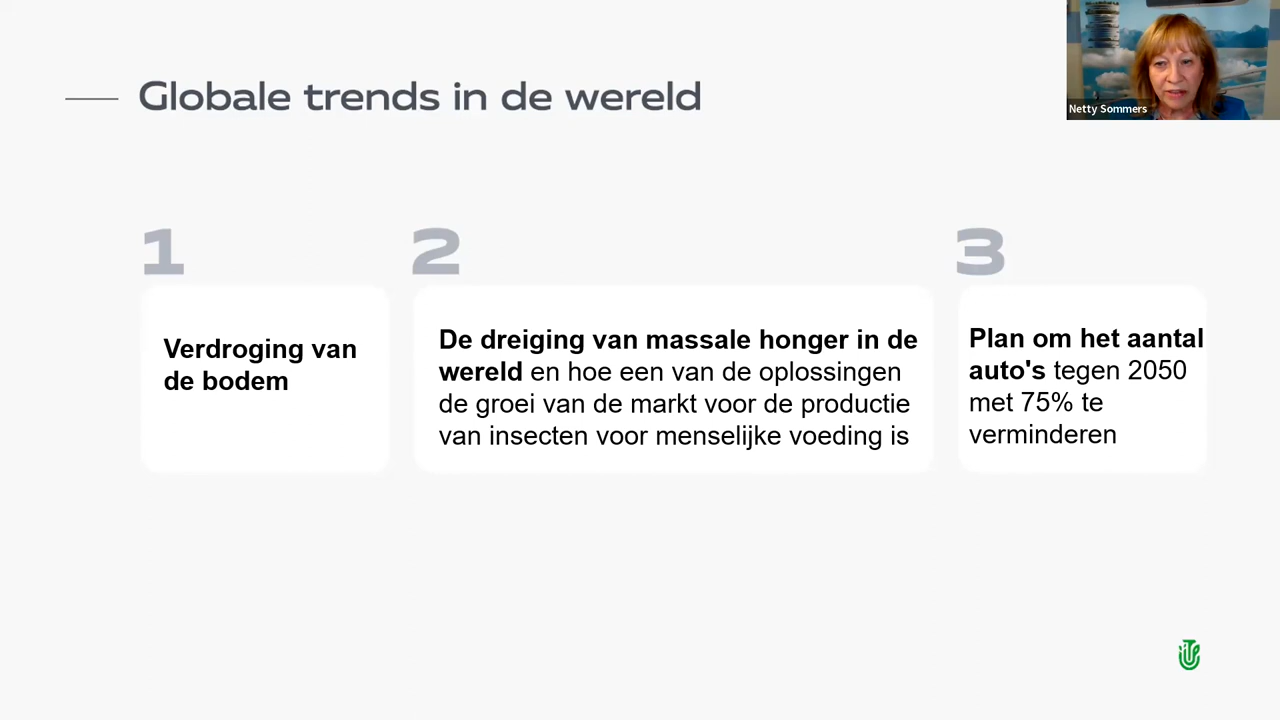 Globale trends in de wereld
Netty Sommers
1
Verdroging van
de bodem
2
De dreiging van massale honger in de
wereld en hoe een van de oplossingen
de groei van de markt voor de productie
van insecten voor menselijke voeding is
3
Plan om het aantal
auto's tegen 2050
met 75% te
verminderen